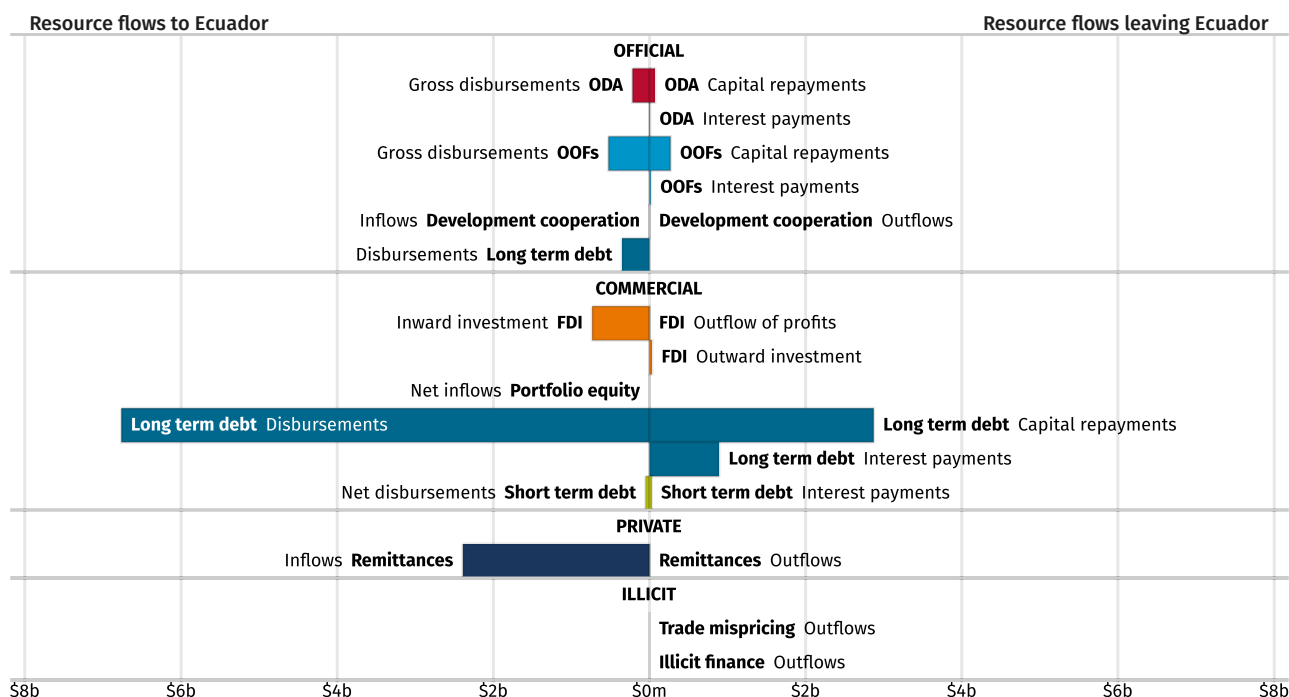 Resource flows to Ecuador Resource flows leaving Ecuador
OFFICIAL
Gross disbursements ODA ODA Capital repayments
ODA Interest payments
Gross disbursements OOFs OOFs Capital repayments
OOFs Interest payments
Inflows Development cooperation Development cooperation Outflows
Disbursements Long term debt
COMMERCIAL
Inward investment FDI FDI Outflow of profits
FDI Outward investment
Net inflows Portfolio equity
Long term debt Disbursements Long term debt Capital repayments
Long term debt Interest payments
Net disbursements Short term debt Short term debt Interest payments
PRIVATE
Inflows Remittances Remittances Outflows
ILLICIT
Trade mispricing Outflows
Illicit finance Outflows
$8b $6b $4b $2b $0m $2b $4b $6b $8b